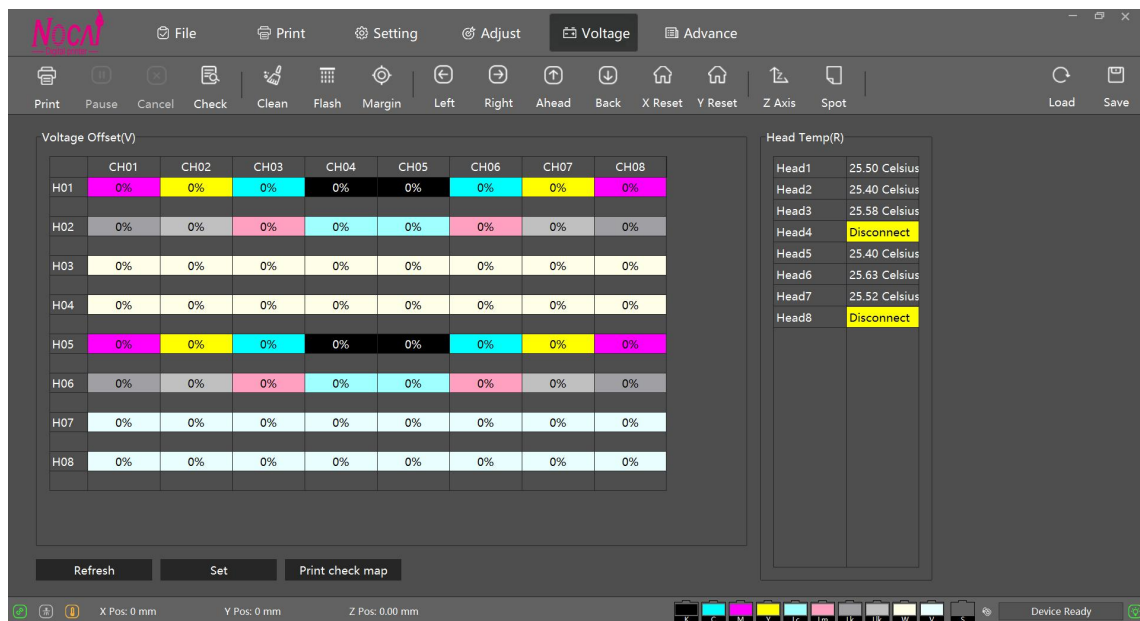 Nocai
File Print Setting Adjust Voltage Advance
Print Pause Cancel Check Clean Flash Margin Left Right Ahead Back X Reset Y Reset Z Axis Spot Load Save
Voltage Offset(V)
CH01 CH02 CH03 CH04 CH05 CH06 CH07 CH08
H01 0% 0% 0% 0% 0% 0% 0% 0%
H02 0% 0% 0% 0% 0% 0% 0% 0%
H03 0% 0% 0% 0% 0% 0% 0% 0%
H04 0% 0% 0% 0% 0% 0% 0% 0%
H05 0% 0% 0% 0% 0% 0% 0% 0%
H06 0% 0% 0% 0% 0% 0% 0% 0%
H07 0% 0% 0% 0% 0% 0% 0% 0%
H08 0% 0% 0% 0% 0% 0% 0% 0%
Head Temp(R)
Head1 25.50 Celsius
Head2 25.40 Celsius
Head3 25.58 Celsius
Head4 Disconnect
Head5 25.40 Celsius
Head6 25.63 Celsius
Head7 25.52 Celsius
Head8 Disconnect
Refresh Set Print check map
X Pos: 0 mm Y Pos: 0 mm Z Pos: 0.00 mm K C M Y Lc Lm Lk Llk W V S Device Ready